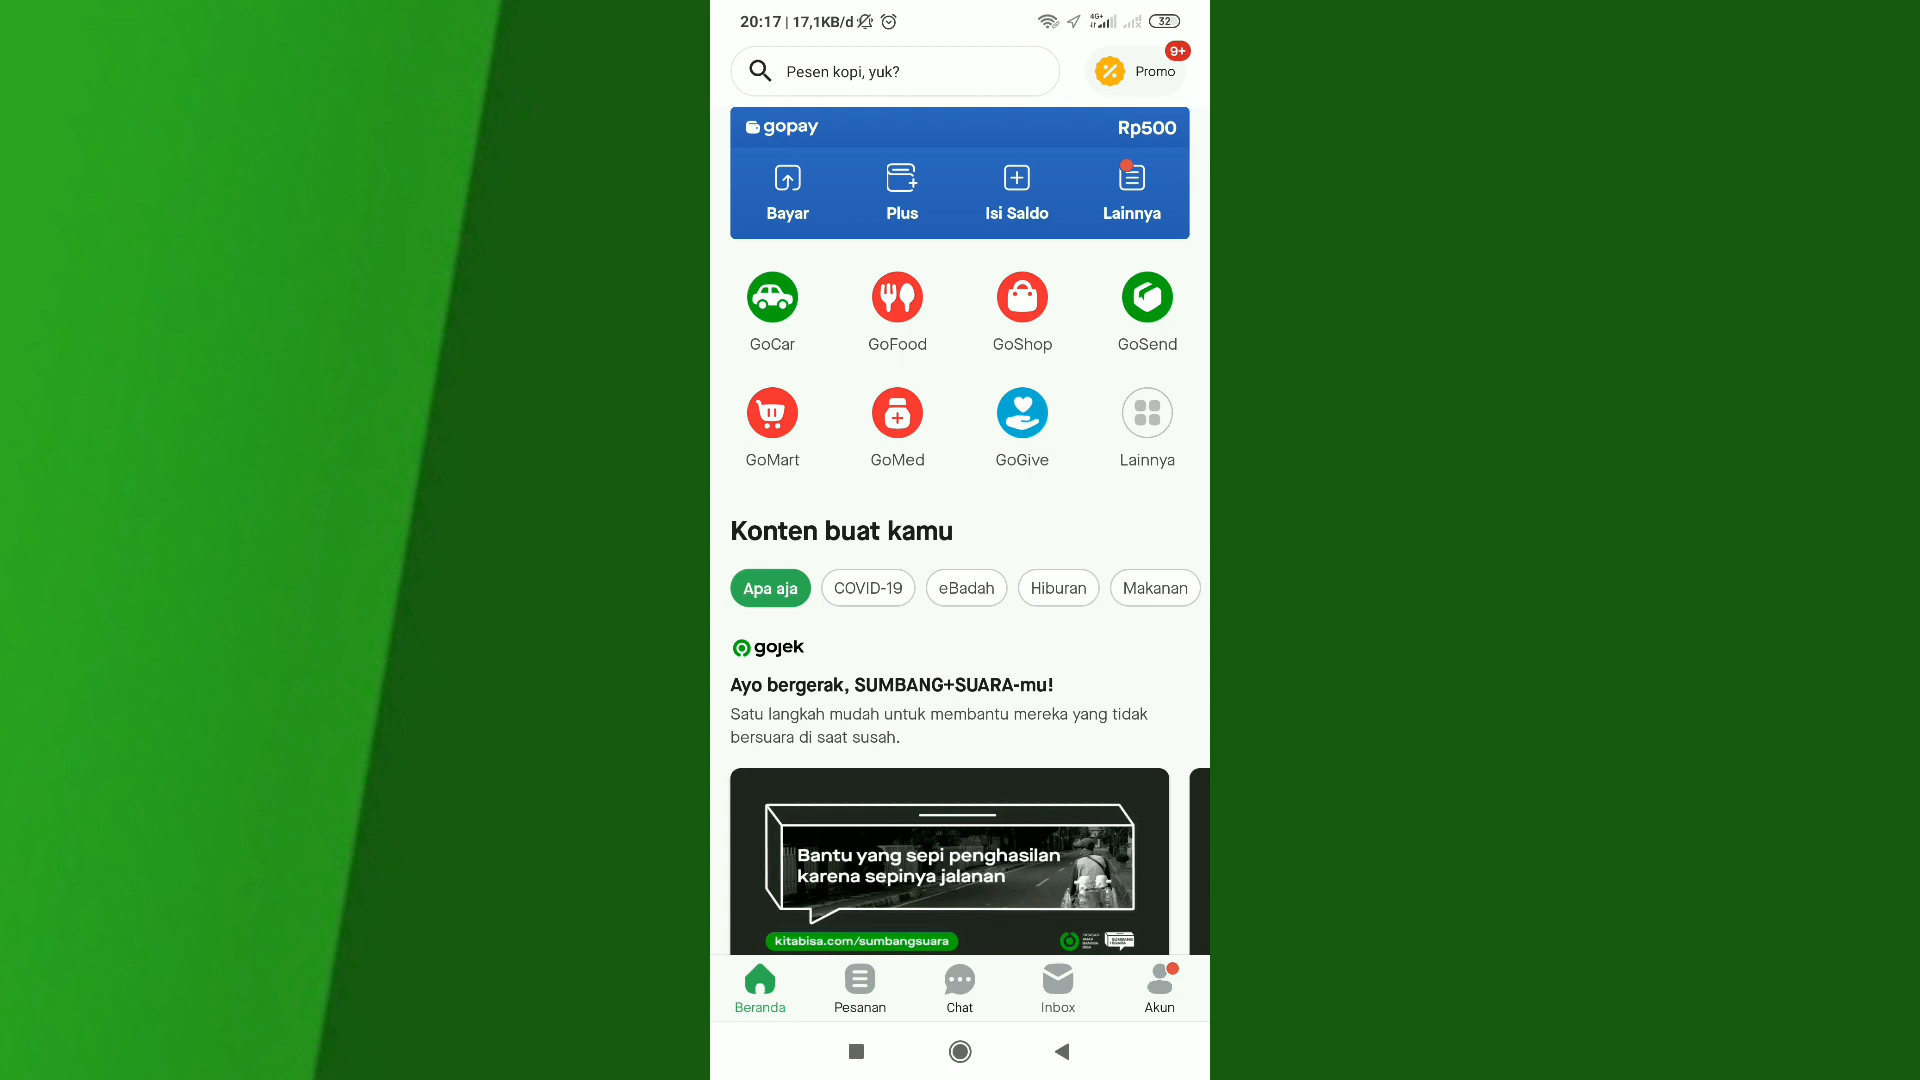 20:17 | 17,1KB/d
4G+
32
Pesen kopi, yuk?
Promo
9+
gopay
Rp500
Bayar
Plus
Isi Saldo
Lainnya
GoCar
GoFood
GoShop
GoSend
GoMart
GoMed
GoGive
Lainnya
Konten buat kamu
Apa aja
COVID-19
eBadah
Hiburan
Makanan
gojek
Ayo bergerak, SUMBANG+SUARA-mu!
Satu langkah mudah untuk membantu mereka yang tidak
bersuara di saat susah.
Bantu yang sepi penghasilan
karena sepinya jalanan
kitabisa.com/sumbangsuara
Beranda
Pesanan
Chat
Inbox
Akun